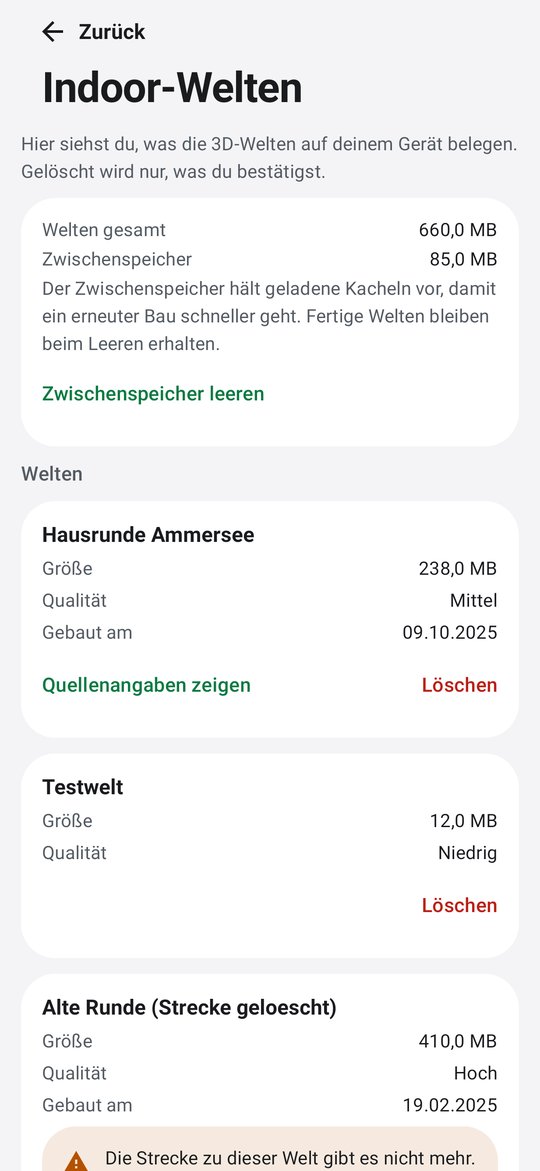 Zurück
Indoor-Welten
Hier siehst du, was die 3D-Welten auf deinem Gerät belegen.
Gelöscht wird nur, was du bestätigst.
Welten gesamt 660,0 MB
Zwischenspeicher 85,0 MB
Der Zwischenspeicher hält geladene Kacheln vor, damit
ein erneuter Bau schneller geht. Fertige Welten bleiben
beim Leeren erhalten.
Zwischenspeicher leeren
Welten
Hausrunde Ammersee
Größe 238,0 MB
Qualität Mittel
Gebaut am 09.10.2025
Quellenangaben zeigen Löschen
Testwelt
Größe 12,0 MB
Qualität Niedrig
Löschen
Alte Runde (Strecke geloescht)
Größe 410,0 MB
Qualität Hoch
Gebaut am 19.02.2025
Die Strecke zu dieser Welt gibt es nicht mehr.